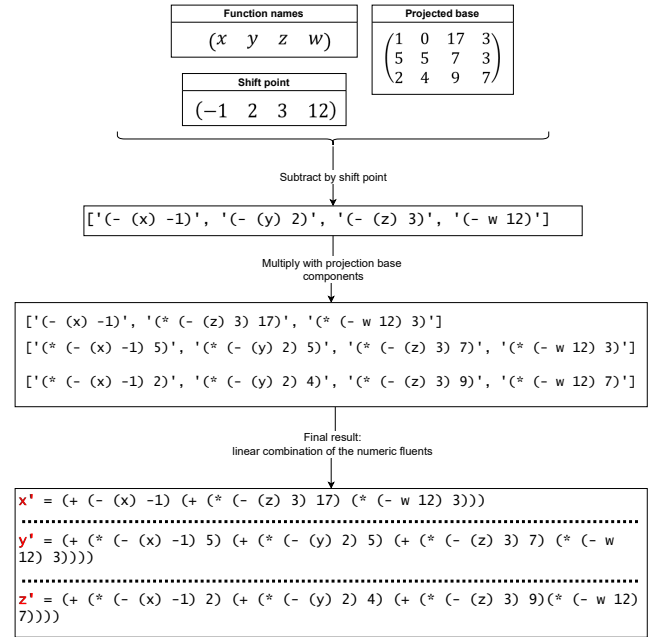 Function names
(x y z w)
Projected base
(1 0 17 3
5 5 7 3
2 4 9 7)
Shift point
(−1 2 3 12)
Subtract by shift point
['(- (x) -1)', '(- (y) 2)', '(- (z) 3)', '(- w 12)']
Multiply with projection base
components
['(- (x) -1)', '(* (- (z) 3) 17)', '(* (- w 12) 3)']
['(* (- (x) -1) 5)', '(* (- (y) 2) 5)', '(* (- (z) 3) 7)', '(* (- w 12) 3)']
['(* (- (x) -1) 2)', '(* (- (y) 2) 4)', '(* (- (z) 3) 9)', '(* (- w 12) 7)']
Final result:
linear combination of the numeric fluents
x' = (+ (- (x) -1) (+ (* (- (z) 3) 17) (* (- w 12) 3)))
y' = (+ (* (- (x) -1) 5) (+ (* (- (y) 2) 5) (+ (* (- (z) 3) 7) (* (- w
12) 3))))
z' = (+ (* (- (x) -1) 2) (+ (* (- (y) 2) 4) (+ (* (- (z) 3) 9)(* (- w 12)
7))))